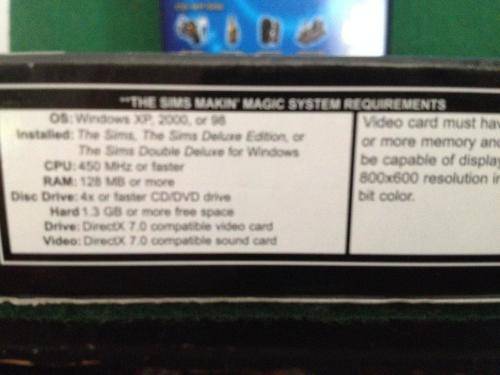 **THE SIMS MAKIN' MAGIC SYSTEM REQUIREMENTS
OS: Windows XP, 2000, or 98
Installed: The Sims, The Sims Deluxe Edition, or
The Sims Double Deluxe for Windows
CPU: 450 MHz or faster
RAM: 128 MB or more
Disc Drive: 4x or faster CD/DVD drive
Hard 1.3 GB or more free space
Drive: DirectX 7.0 compatible video card
Video: DirectX 7.0 compatible sound card
Video card must hav
or more memory and
be capable of display
800x600 resolution in
bit color.